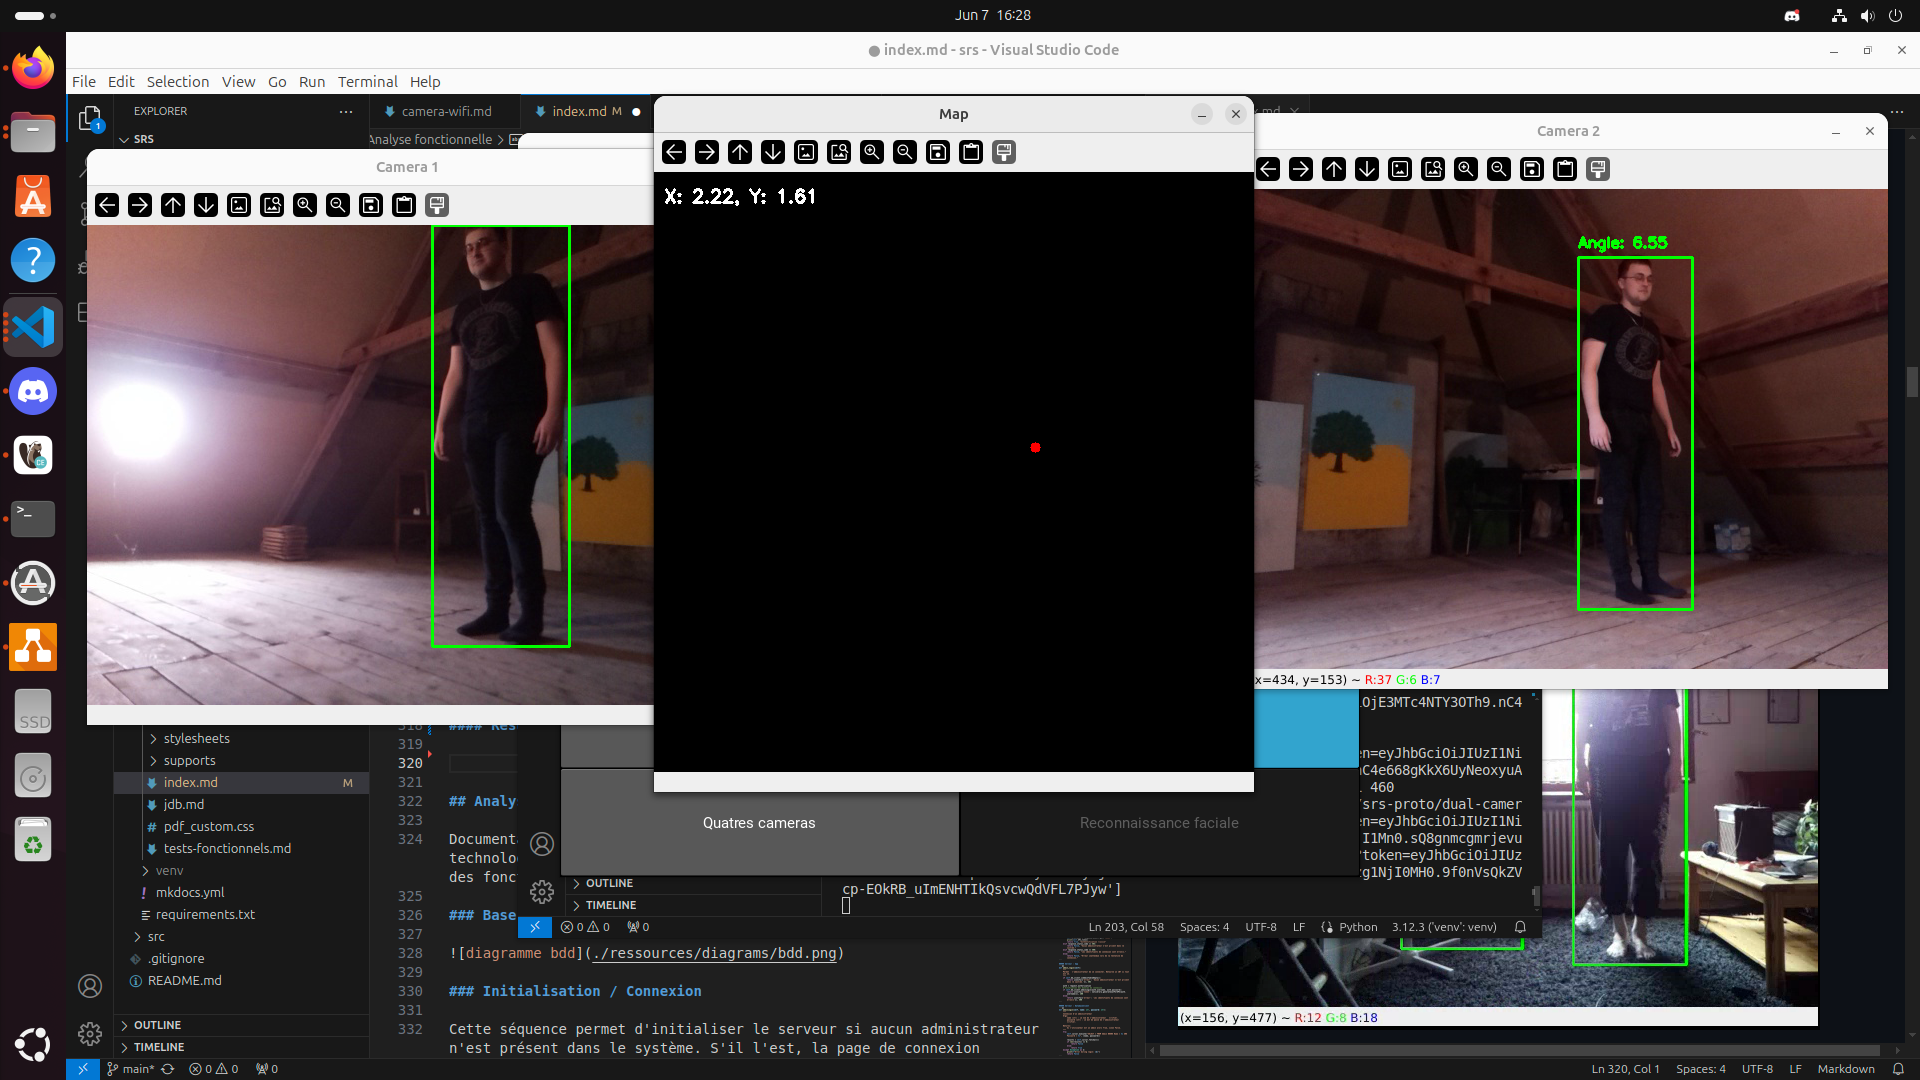 Jun 7 16:28
index.md - srs - Visual Studio Code
File Edit Selection View Go Run Terminal Help
EXPLORER
SRS
camera-wifi.md
index.md M
Analyse fonctionnelle
Camera 1
Map
X: 2.22, Y: 1.61
Camera 2
Angle: 6.55
(x=434, y=153) ~ R:37 G:6 B:7
stylesheets
supports
index.md M
jdb.md
pdf_custom.css
tests-fonctionnels.md
venv
mkdocs.yml
requirements.txt
src
.gitignore
README.md
OUTLINE
TIMELINE
318 #### Res
319
320
321
322 ## Analy
323
324 Document
technolo
des fonc
325
326 ### Base
327
328 ![diagramme bdd](./ressources/diagrams/bdd.png)
329
330 ### Initialisation / Connexion
331
332 Cette séquence permet d'initialiser le serveur si aucun administrateur
n'est présent dans le système. S'il l'est, la page de connexion
Quatres cameras
Reconnaissance faciale
OUTLINE
TIMELINE
OjE3MTc4NTY3OTh9.nC4
en=eyJhbGciOiJIUzI1Ni
C4e668gKkX6UyNeoxyuA
460
/srs-proto/dual-camer
en=eyJhbGciOiJIUzI1Ni
I1Mn0.sQ8gnmcgmrjevu
?token=eyJhbGciOiJIUz
zg1NjI0MH0.9f0nVsQkZV
cp-EOkRB_uImENHTIkQsvcwQdVFL7PJyw']
0 0 0 Ln 203, Col 58 Spaces: 4 UTF-8 LF Python 3.12.3 ('venv': venv)
(x=156, y=477) ~ R:12 G:8 B:18
main* 0 0 0 Ln 320, Col 1 Spaces: 4 UTF-8 LF Markdown
SSD